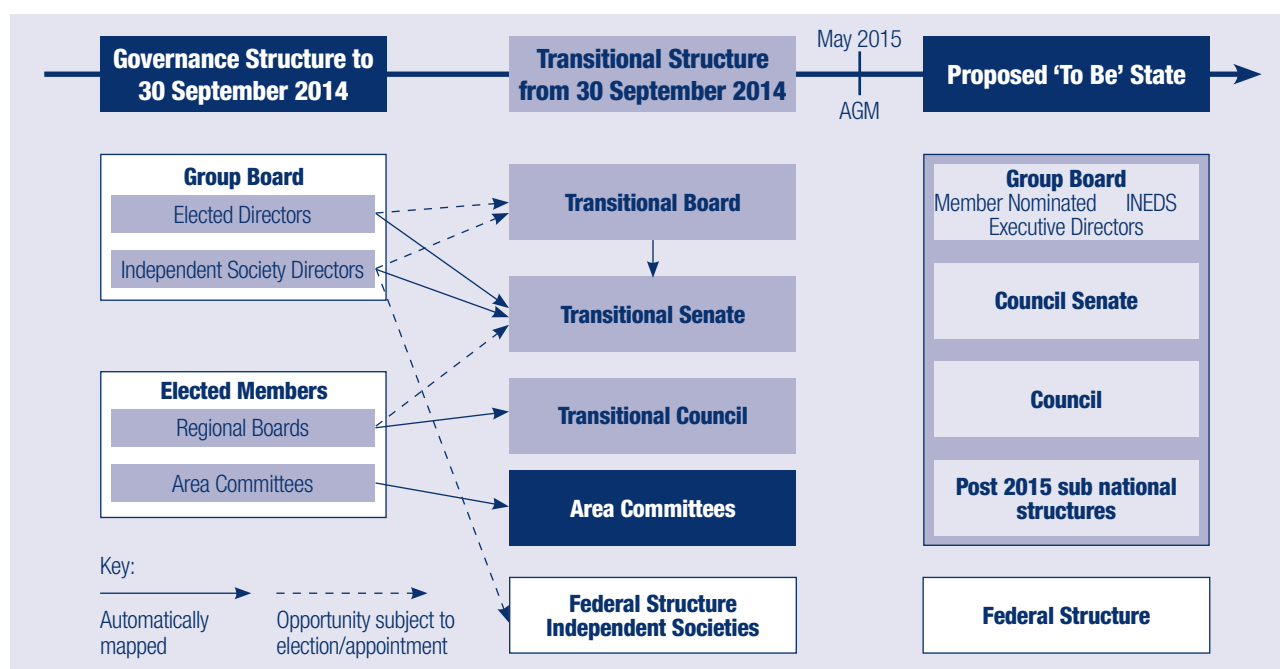 Governance Structure to
30 September 2014
Transitional Structure
from 30 September 2014
May 2015
AGM
Proposed ‘To Be’ State
Group Board
Elected Directors
Independent Society Directors
Elected Members
Regional Boards
Area Committees
Key:
Automatically
mapped
Opportunity subject to
election/appointment
Transitional Board
Transitional Senate
Transitional Council
Area Committees
Federal Structure
Independent Societies
Group Board
Member Nominated INEDS
Executive Directors
Council Senate
Council
Post 2015 sub national
structures
Federal Structure